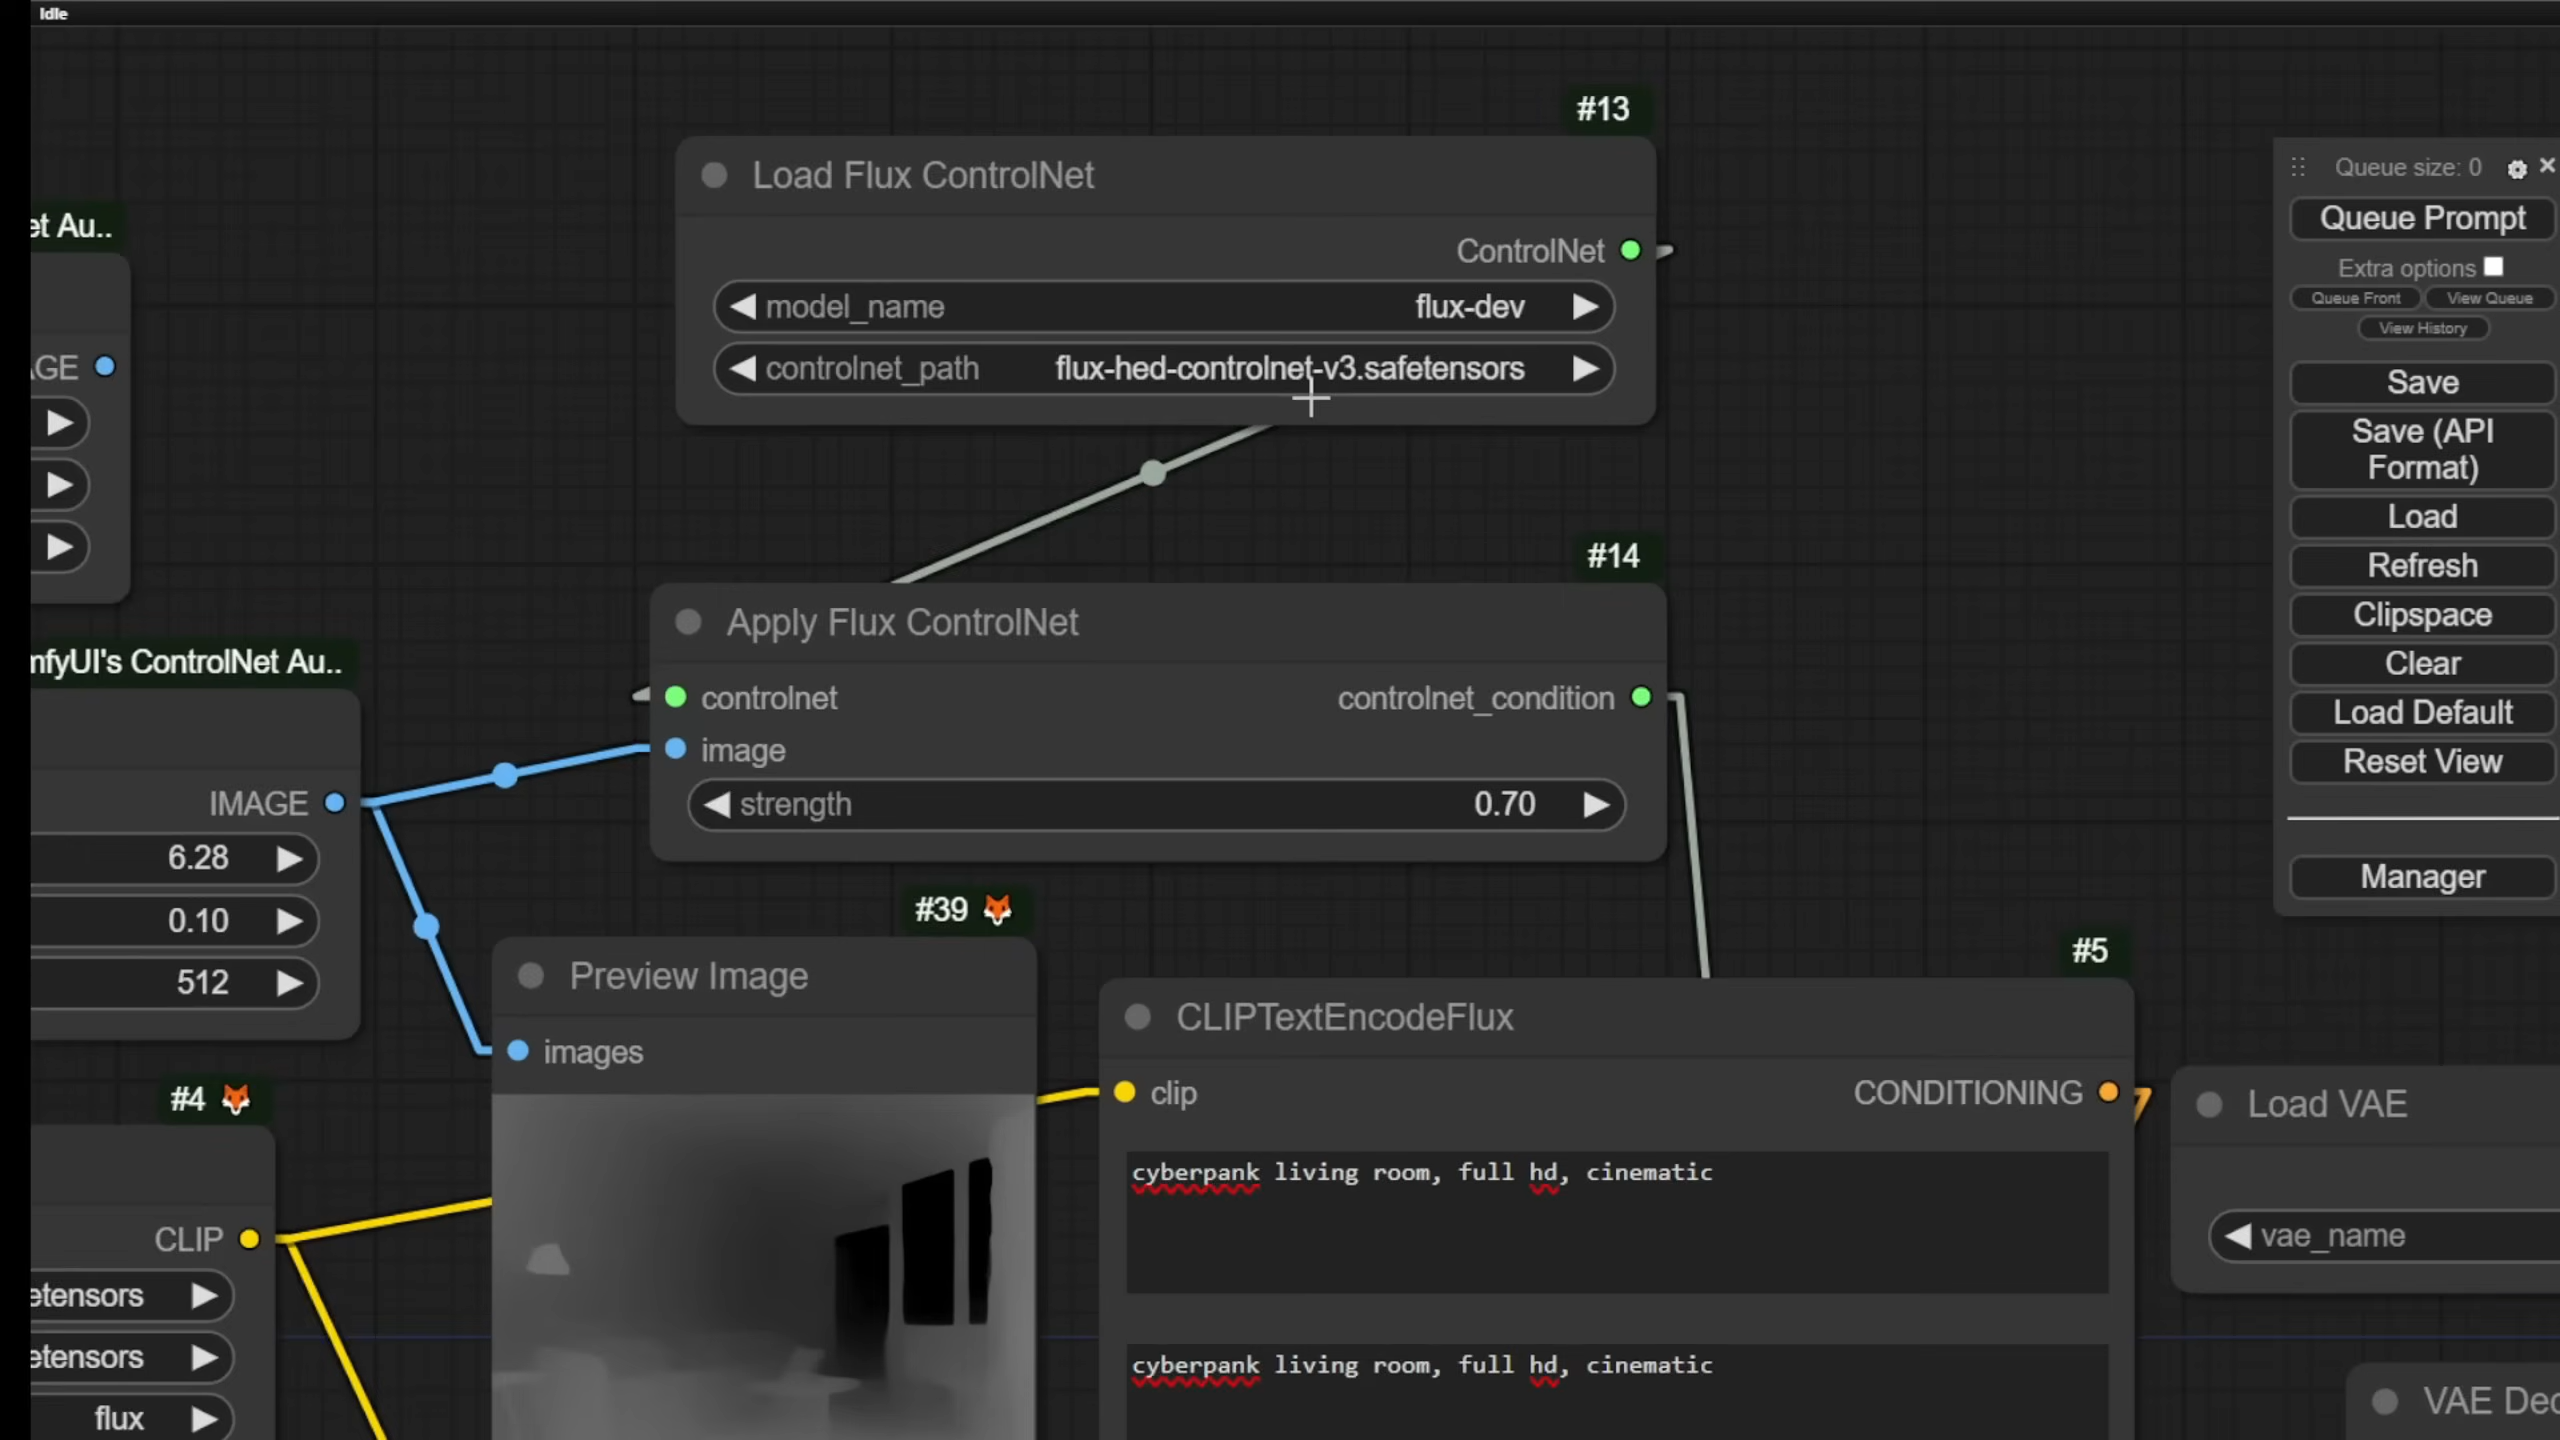 Idle
#13
Load Flux ControlNet
ControlNet
model_name flux-dev
controlnet_path flux-hed-controlnet-v3.safetensors
et Au..
GE
#14
Apply Flux ControlNet
controlnet controlnet_condition
image
strength 0.70
mfyUI's ControlNet Au..
IMAGE
6.28
0.10
512
#39
Preview Image
images
#4
CLIP
etensors
etensors
flux
#5
CLIPTextEncodeFlux
clip CONDITIONING
cyberpank living room, full hd, cinematic
cyberpank living room, full hd, cinematic
Load VAE
vae_name
VAE Dec
Queue size: 0
Queue Prompt
Extra options
Queue Front View Queue
View History
Save
Save (API
Format)
Load
Refresh
Clipspace
Clear
Load Default
Reset View
Manager